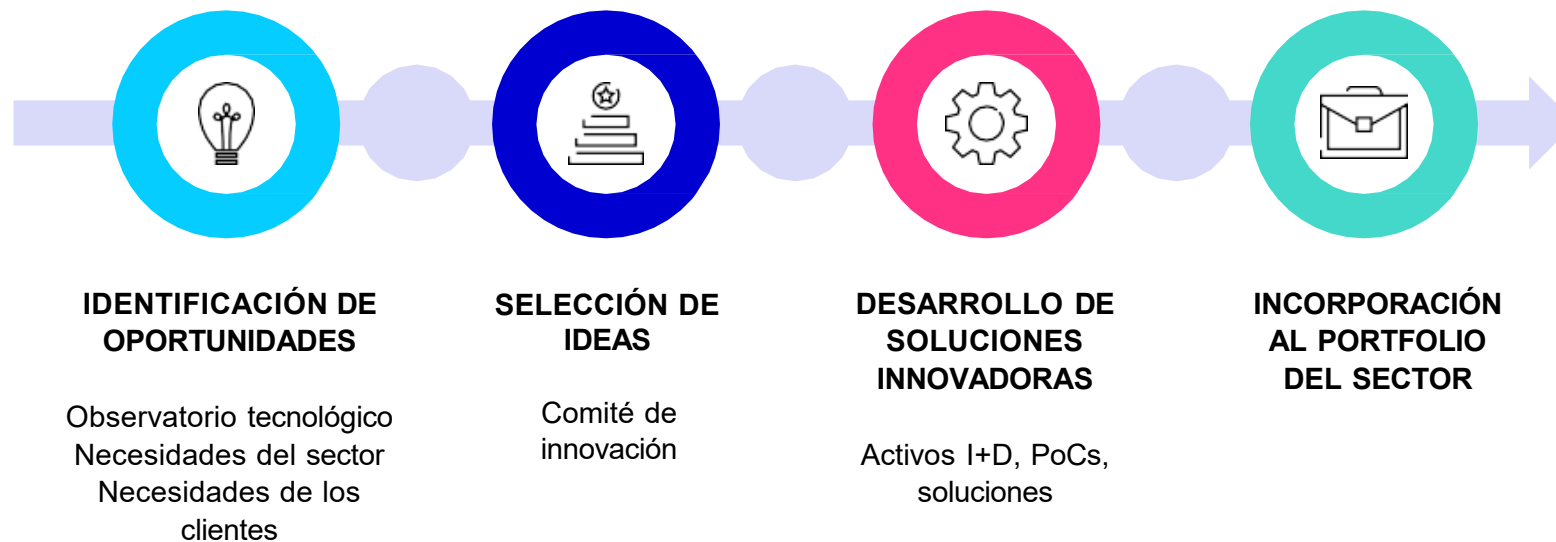 IDENTIFICACIÓN DE
OPORTUNIDADES
Observatorio tecnológico
Necesidades del sector
Necesidades de los
clientes
SELECCIÓN DE
IDEAS
Comité de
innovación
DESARROLLO DE
SOLUCIONES
INNOVADORAS
Activos I+D, PoCs,
soluciones
INCORPORACIÓN
AL PORTFOLIO
DEL SECTOR